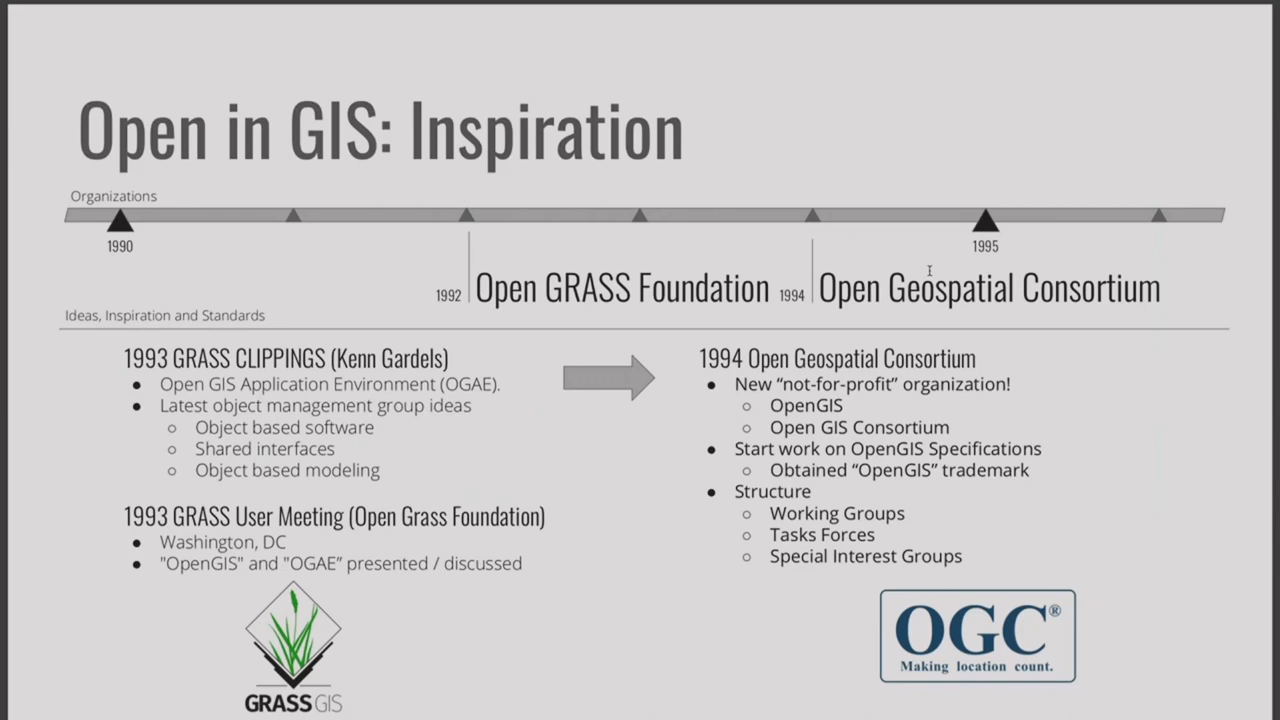 Open in GIS: Inspiration
Organizations
1990
1995
1992 Open GRASS Foundation
1994 Open Geospatial Consortium
Ideas, Inspiration and Standards
1993 GRASS CLIPPINGS (Kenn Gardels)
● Open GIS Application Environment (OGAE).
● Latest object management group ideas
○ Object based software
○ Shared interfaces
○ Object based modeling
1993 GRASS User Meeting (Open Grass Foundation)
● Washington, DC
● "OpenGIS" and "OGAE” presented / discussed
GRASS GIS
1994 Open Geospatial Consortium
● New “not-for-profit” organization!
○ OpenGIS
○ Open GIS Consortium
● Start work on OpenGIS Specifications
○ Obtained “OpenGIS” trademark
● Structure
○ Working Groups
○ Tasks Forces
○ Special Interest Groups
OGC®
Making location count.